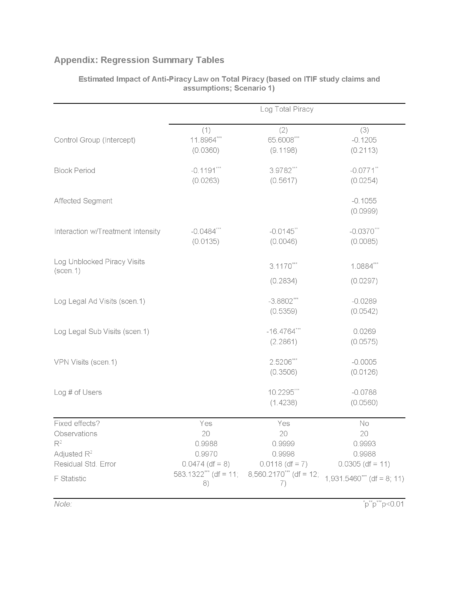 Appendix: Regression Summary Tables
Estimated Impact of Anti-Piracy Law on Total Piracy (based on ITIF study claims and
assumptions; Scenario 1)
Log Total Piracy
(1) (2) (3)
Control Group (Intercept) 11.8964*** 65.6008*** -0.1205
(0.0360) (9.1198) (0.2113)
Block Period -0.1191*** 3.9782*** -0.0771**
(0.0263) (0.5617) (0.0254)
Affected Segment -0.1055
(0.0999)
Interaction w/Treatment Intensity -0.0484*** -0.0145** -0.0370***
(0.0135) (0.0046) (0.0085)
Log Unblocked Piracy Visits
(scen.1) 3.1170*** 1.0884***
(0.2834) (0.0297)
Log Legal Ad Visits (scen.1) -3.8802*** -0.0289
(0.5359) (0.0542)
Log Legal Sub Visits (scen.1) -16.4764*** 0.0269
(2.2861) (0.0575)
VPN Visits (scen.1) 2.5206*** -0.0005
(0.3506) (0.0126)
Log # of Users 10.2295*** -0.0788
(1.4238) (0.0580)
Fixed effects? Yes Yes No
Observations 20 20 20
R² 0.9988 0.9999 0.9993
Adjusted R² 0.9970 0.9998 0.9988
Residual Std. Error 0.0474 (df = 8) 0.0118 (df = 7) 0.0305 (df = 11)
F Statistic 583.1322*** (df = 11; 8) 8,560.2170*** (df = 12; 7) 1,931.5460*** (df = 8; 11)
Note: *p**p***p<0.01